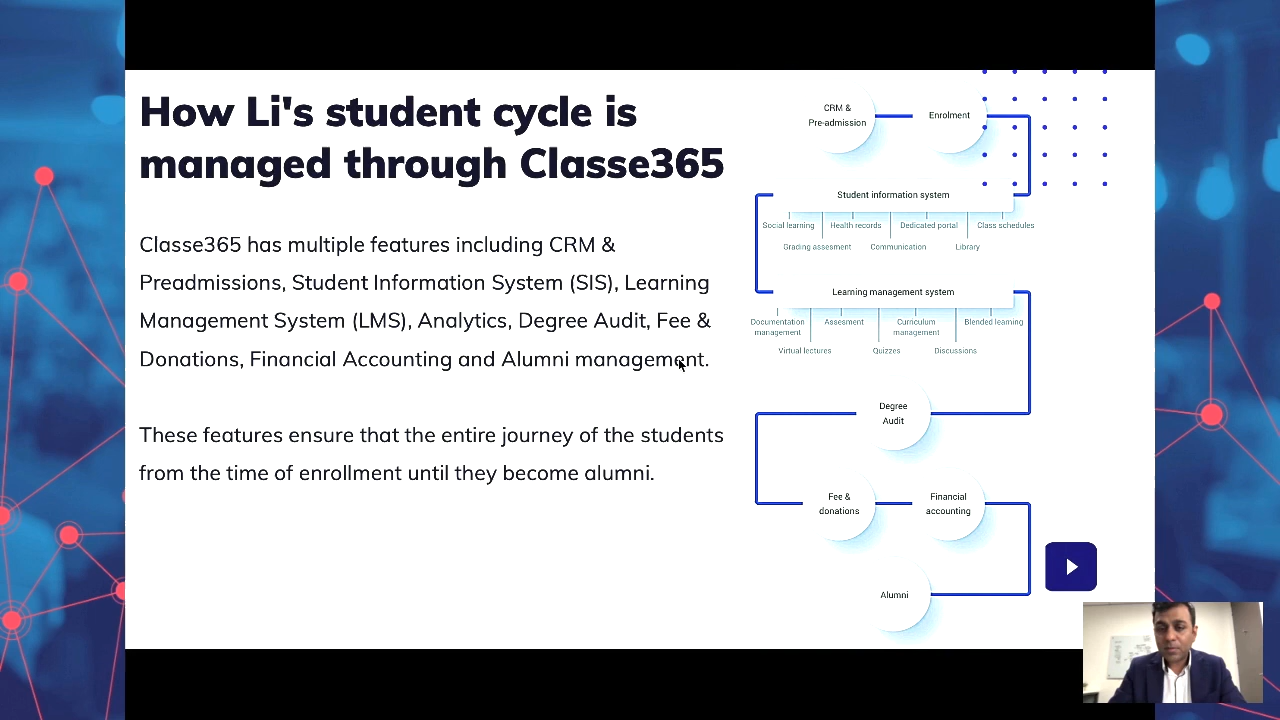 How Li's student cycle is
managed through Classe365
Classe365 has multiple features including CRM &
Preadmissions, Student Information System (SIS), Learning
Management System (LMS), Analytics, Degree Audit, Fee &
Donations, Financial Accounting and Alumni management.
These features ensure that the entire journey of the students
from the time of enrollment until they become alumni.
CRM &
Pre-admission
Enrolment
Student information system
Social learning
Health records
Dedicated portal
Class schedules
Grading assesment
Communication
Library
Learning management system
Documentation
management
Assesment
Curriculum
management
Blended learning
Virtual lectures
Quizzes
Discussions
Degree
Audit
Fee &
donations
Financial
accounting
Alumni